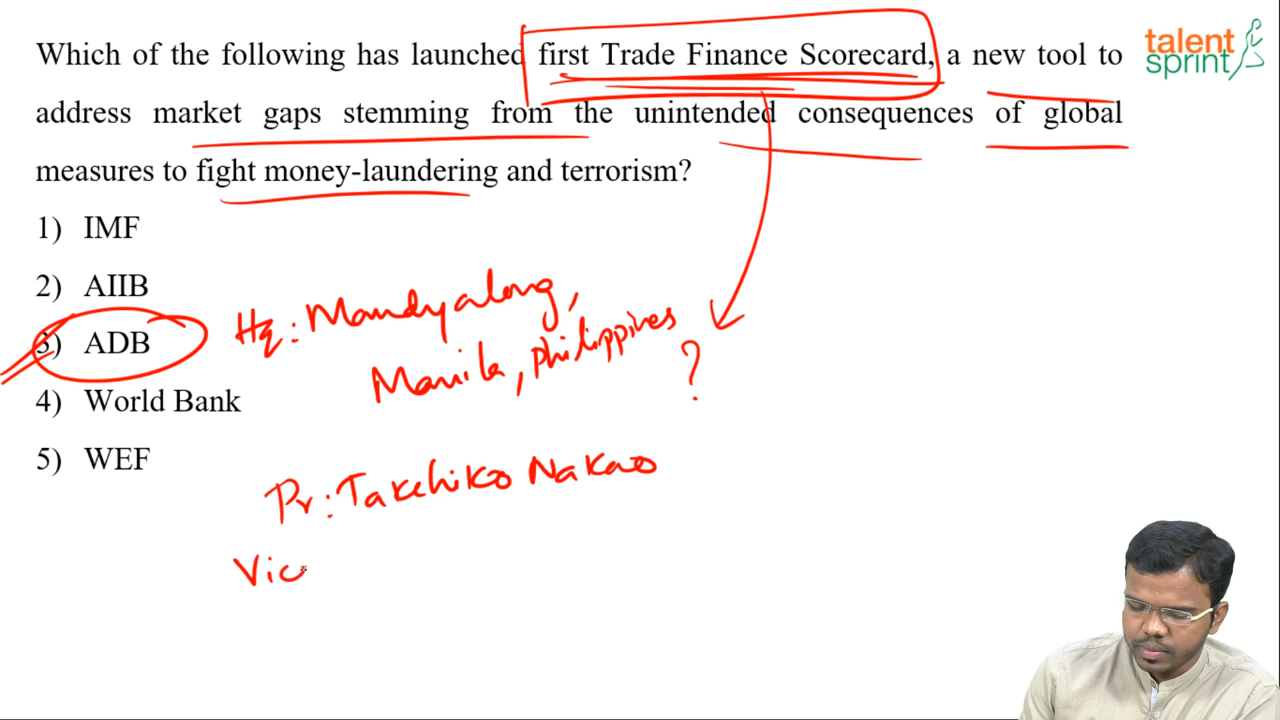 Which of the following has launched first Trade Finance Scorecard, a new tool to
address market gaps stemming from the unintended consequences of global
measures to fight money-laundering and terrorism?
talent
sprint
1) IMF
2) AIIB
3) ADB
4) World Bank
5) WEF
Hq: Mandyalong,
Manila, Philippines
?
Pr: Takehiko Nakao
Vic